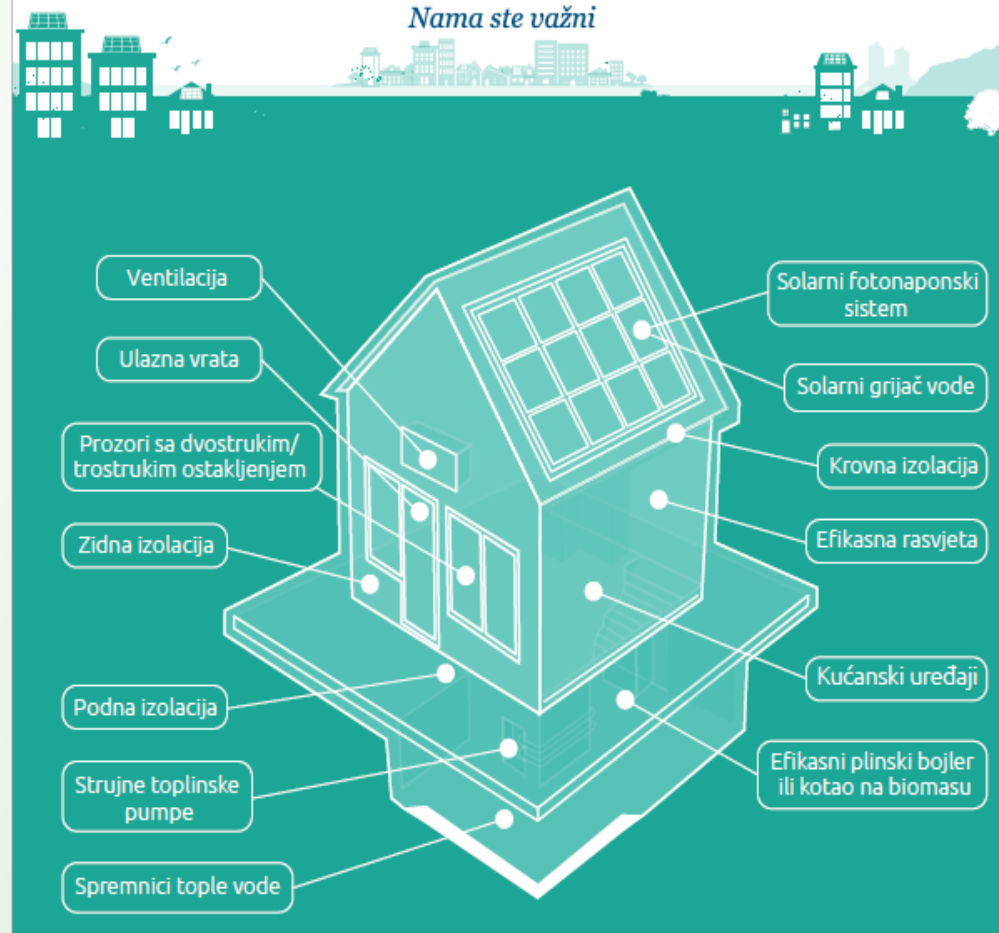 Nama ste važni
Ventilacija
Ulazna vrata
Prozori sa dvostrukim/
trostrukim ostakljenjem
Zidna izolacija
Podna izolacija
Strujne toplinske
pumpe
Spremnici tople vode
Solarni fotonaponski
sistem
Solarni grijač vode
Krovna izolacija
Efikasna rasvjeta
Kućanski uređaji
Efikasni plinski bojler
ili kotao na biomasu